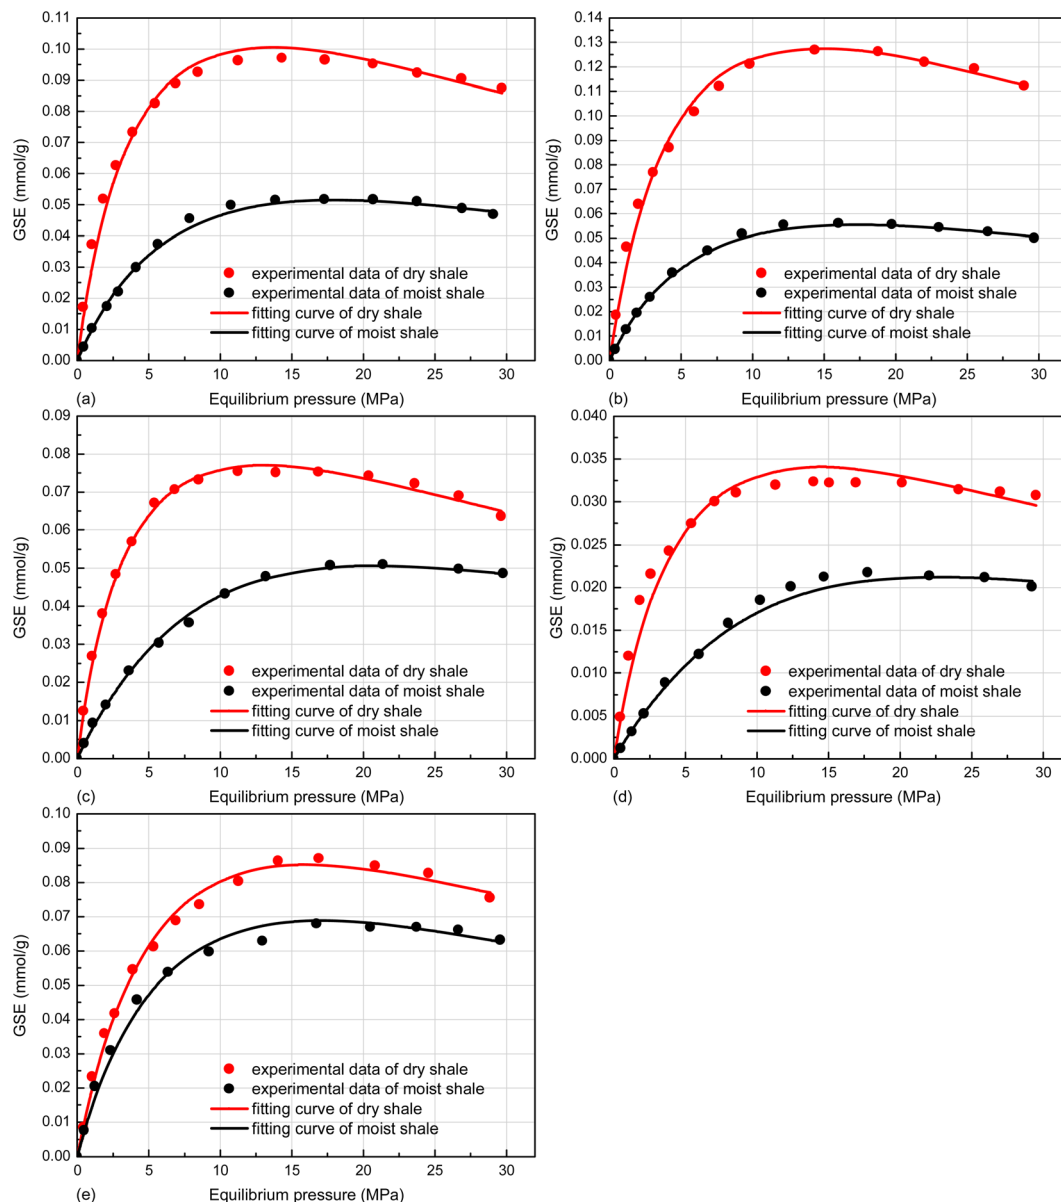 0.11
0.10
0.09
0.08
0.07
0.06
0.05
0.04
0.03
0.02
0.01
0.00
GSE (mmol/g)
experimental data of dry shale
experimental data of moist shale
fitting curve of dry shale
fitting curve of moist shale
0 5 10 15 20 25 30
(a) Equilibrium pressure (MPa)
0.14
0.13
0.12
0.11
0.10
0.09
0.08
0.07
0.06
0.05
0.04
0.03
0.02
0.01
0.00
GSE (mmol/g)
experimental data of dry shale
experimental data of moist shale
fitting curve of dry shale
fitting curve of moist shale
0 5 10 15 20 25 30
(b) Equilibrium pressure (MPa)
0.09
0.08
0.07
0.06
0.05
0.04
0.03
0.02
0.01
0.00
GSE (mmol/g)
experimental data of dry shale
experimental data of moist shale
fitting curve of dry shale
fitting curve of moist shale
0 5 10 15 20 25 30
(c) Equilibrium pressure (MPa)
0.040
0.035
0.030
0.025
0.020
0.015
0.010
0.005
0.000
GSE (mmol/g)
experimental data of dry shale
experimental data of moist shale
fitting curve of dry shale
fitting curve of moist shale
0 5 10 15 20 25 30
(d) Equilibrium pressure (MPa)
0.10
0.09
0.08
0.07
0.06
0.05
0.04
0.03
0.02
0.01
0.00
GSE (mmol/g)
experimental data of dry shale
experimental data of moist shale
fitting curve of dry shale
fitting curve of moist shale
0 5 10 15 20 25 30
(e) Equilibrium pressure (MPa)